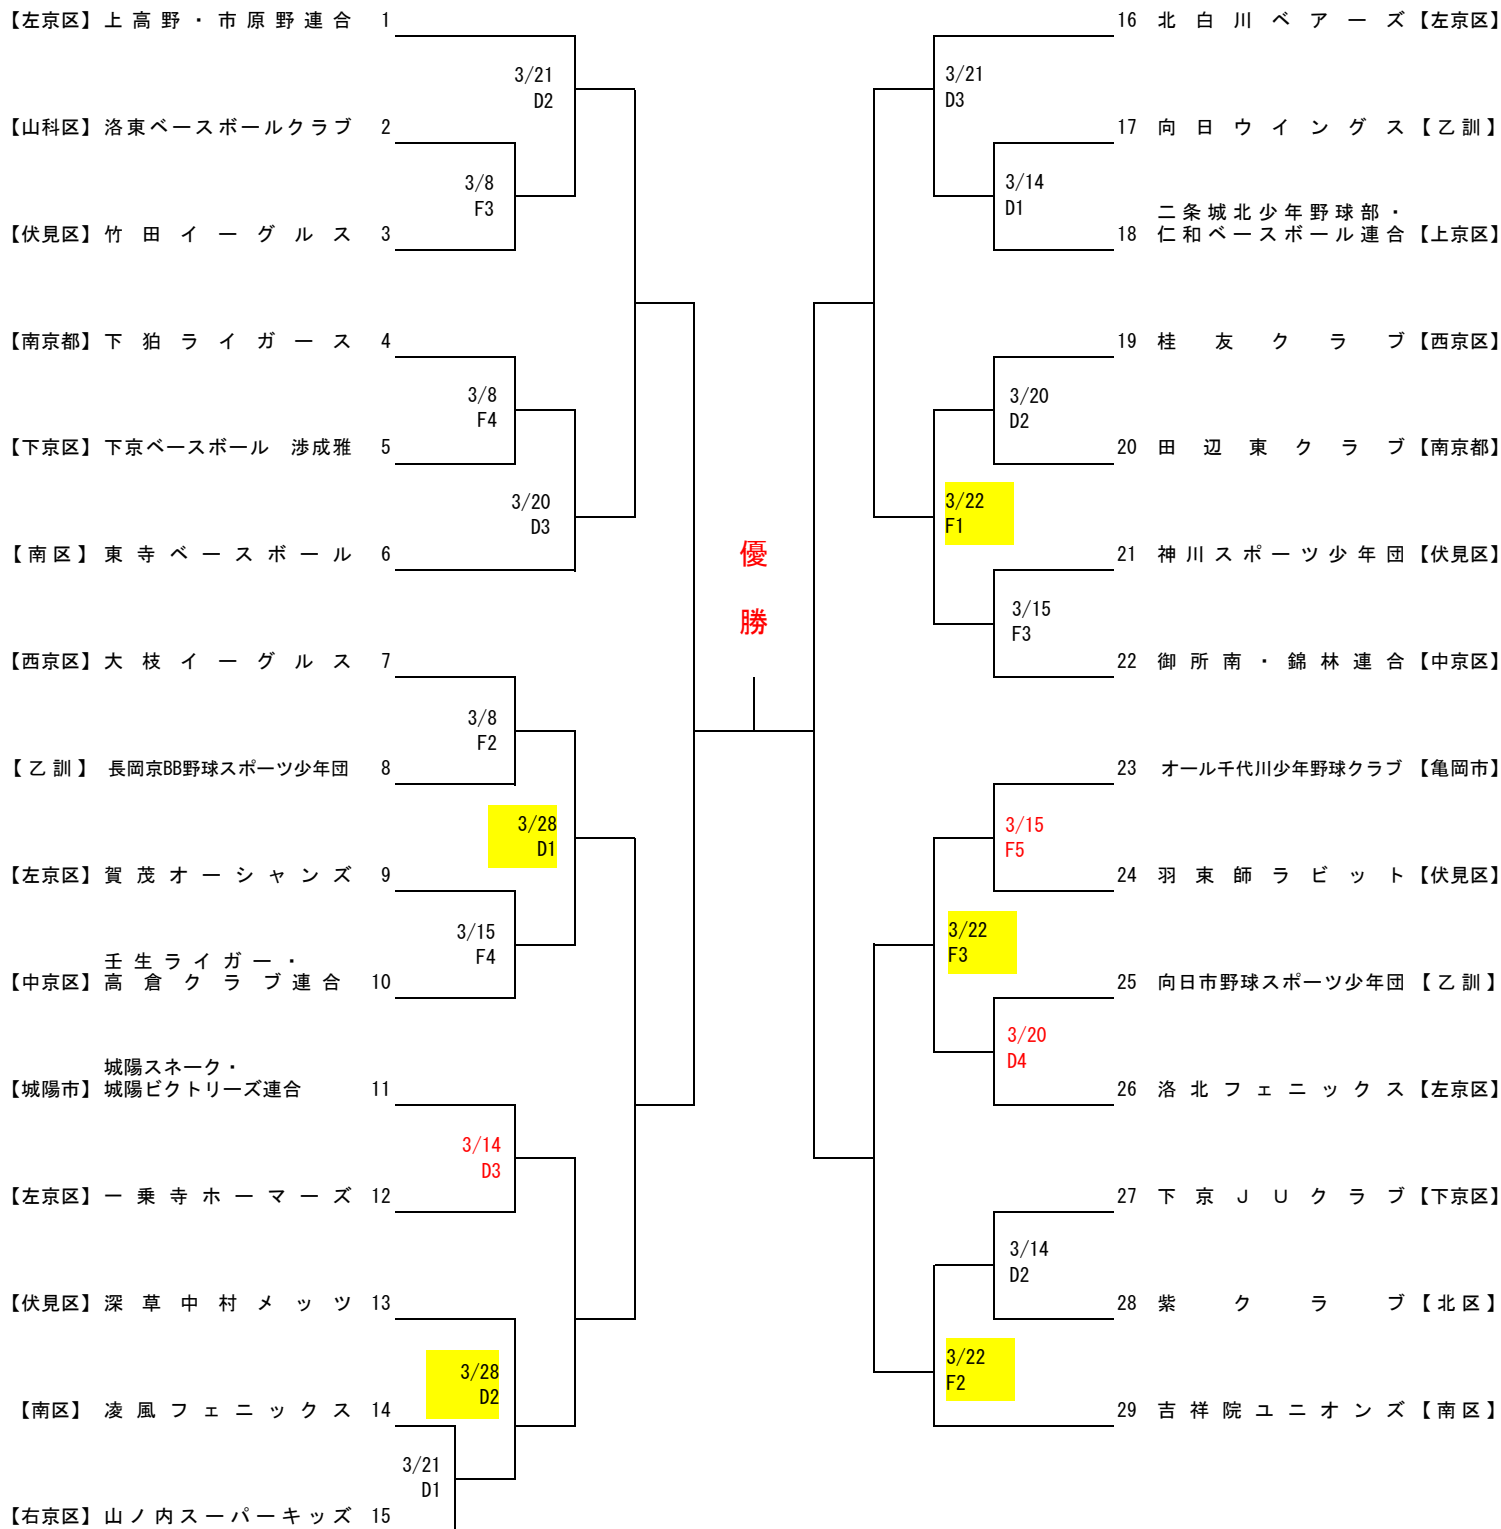 【左京区】上高野・市原野連合 1
3/21
D2
【山科区】洛東ベースボールクラブ 2
3/8
F3
【伏見区】竹田イーグルス 3
【南京都】下狛ライガース 4
3/8
F4
【下京区】下京ベースボール 渉成雅 5
3/20
D3
【南区】東寺ベースボール 6
【西京区】大枝イーグルス 7
3/8
F2
【乙訓】長岡京BB野球スポーツ少年団 8
3/28
D1
【左京区】賀茂オーシャンズ 9
3/15
F4
壬生ライガー・
【中京区】高倉クラブ連合 10
城陽スネーク・
【城陽市】城陽ビクトリーズ連合 11
3/14
D3
【左京区】一乗寺ホーマーズ 12
【伏見区】深草中村メッツ 13
3/28
D2
【南区】凌風フェニックス 14
3/21
D1
【右京区】山ノ内スーパーキッズ 15
優
勝
16 北白川ベアーズ【左京区】
3/21
D3
17 向日ウイングス【乙訓】
3/14
D1
二条城北少年野球部・
18 仁和ベースボール連合【上京区】
19 桂友クラブ【西京区】
3/20
D2
20 田辺東クラブ【南京都】
3/22
F1
21 神川スポーツ少年団【伏見区】
3/15
F3
22 御所南・錦林連合【中京区】
23 オール千代川少年野球クラブ【亀岡市】
3/15
F5
24 羽束師ラビット【伏見区】
3/22
F3
25 向日市野球スポーツ少年団【乙訓】
3/20
D4
26 洛北フェニックス【左京区】
27 下京JUクラブ【下京区】
3/14
D2
28 紫クラブ【北区】
3/22
F2
29 吉祥院ユニオンズ【南区】